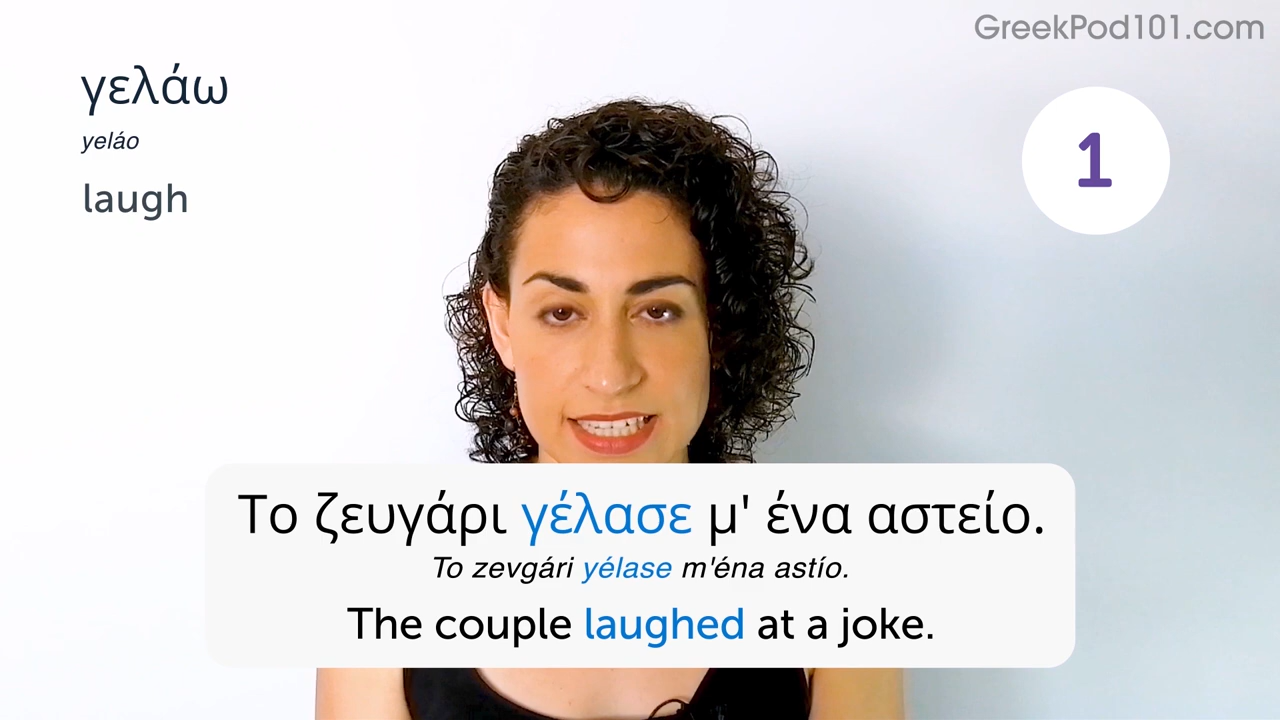 GreekPod101.com
γελάω
yeláo
laugh
1
Το ζευγάρι γέλασε μ' ένα αστείο.
To zevgári yélase m'éna astío.
The couple laughed at a joke.